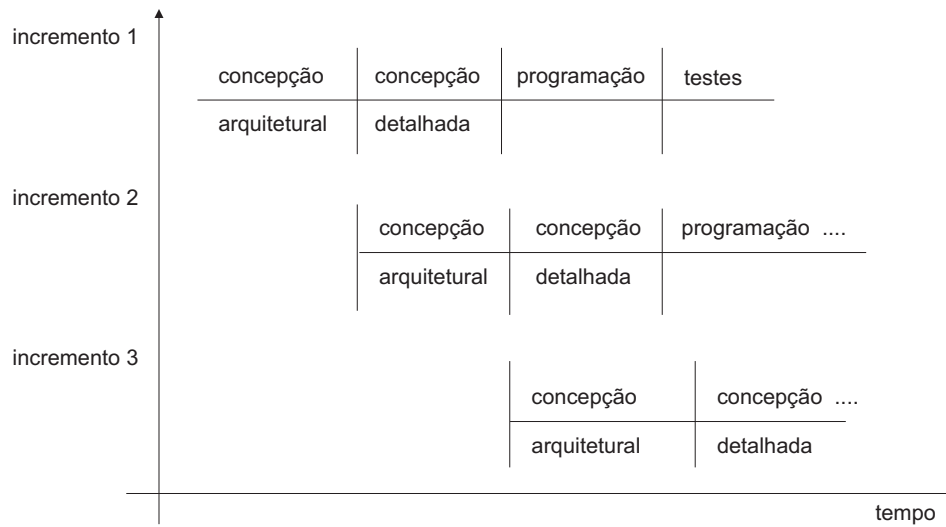 incremento 1
concepção concepção programação testes
arquitetural detalhada
incremento 2
concepção concepção programação ....
arquitetural detalhada
incremento 3
concepção concepção ....
arquitetural detalhada
tempo